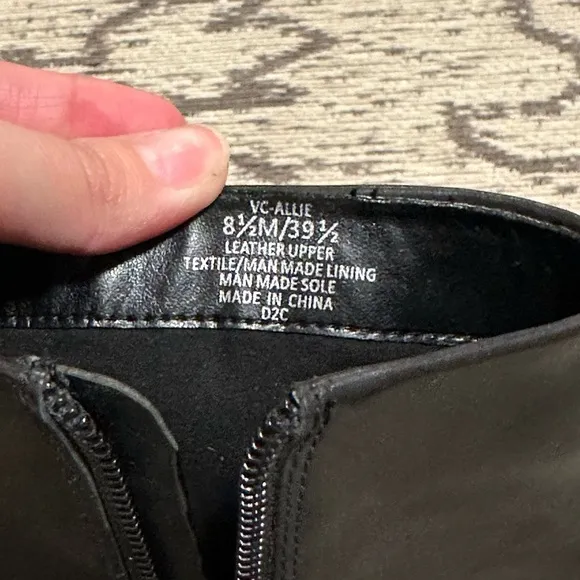 VC-ALLIE
8½M/39½
LEATHER UPPER
TEXTILE/MAN MADE LINING
MAN MADE SOLE
MADE IN CHINA
D2C